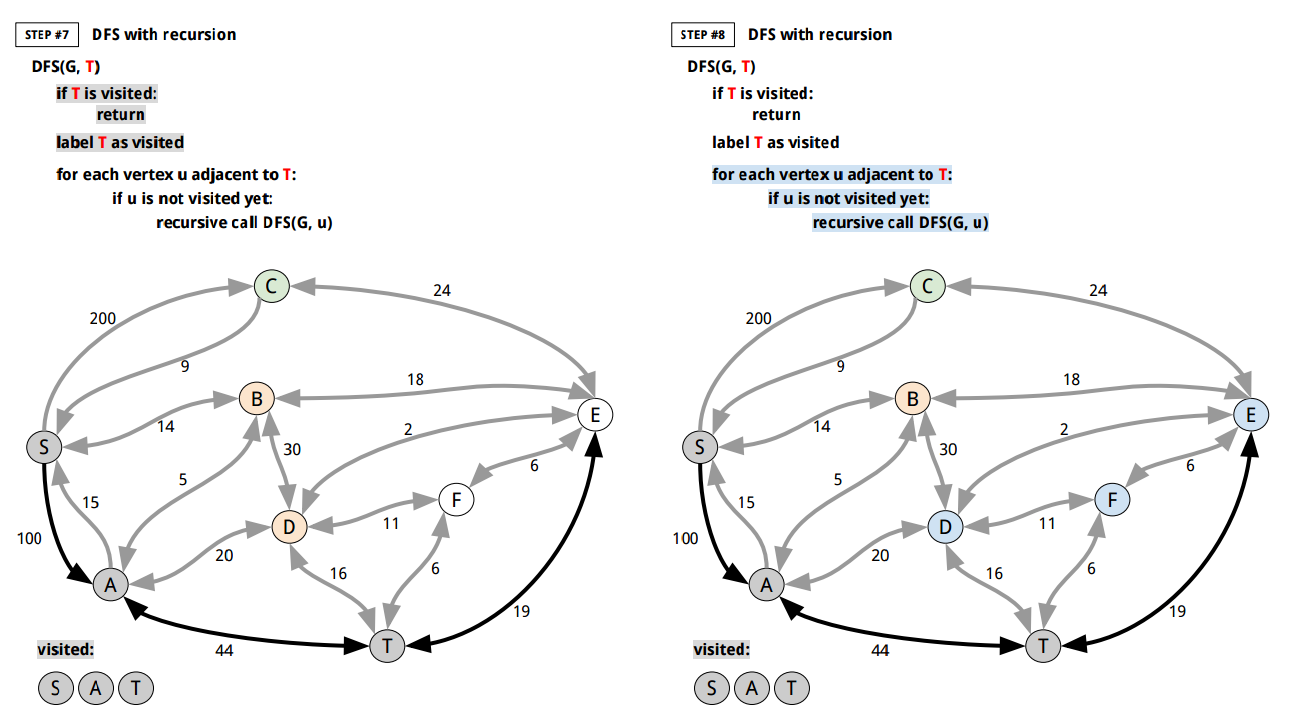 STEP #7 DFS with recursion
DFS(G, T)
if T is visited:
return
label T as visited
for each vertex u adjacent to T:
if u is not visited yet:
recursive call DFS(G, u)
C
24
200
9
18
B
E
14
2
S
30
6
5
F
15
11
D
100
20
16
6
A
19
T
44
visited:
S A T
STEP #8 DFS with recursion
DFS(G, T)
if T is visited:
return
label T as visited
for each vertex u adjacent to T:
if u is not visited yet:
recursive call DFS(G, u)
C
24
200
9
18
B
E
14
2
S
30
6
5
F
15
11
D
100
20
16
6
A
19
T
44
visited:
S A T